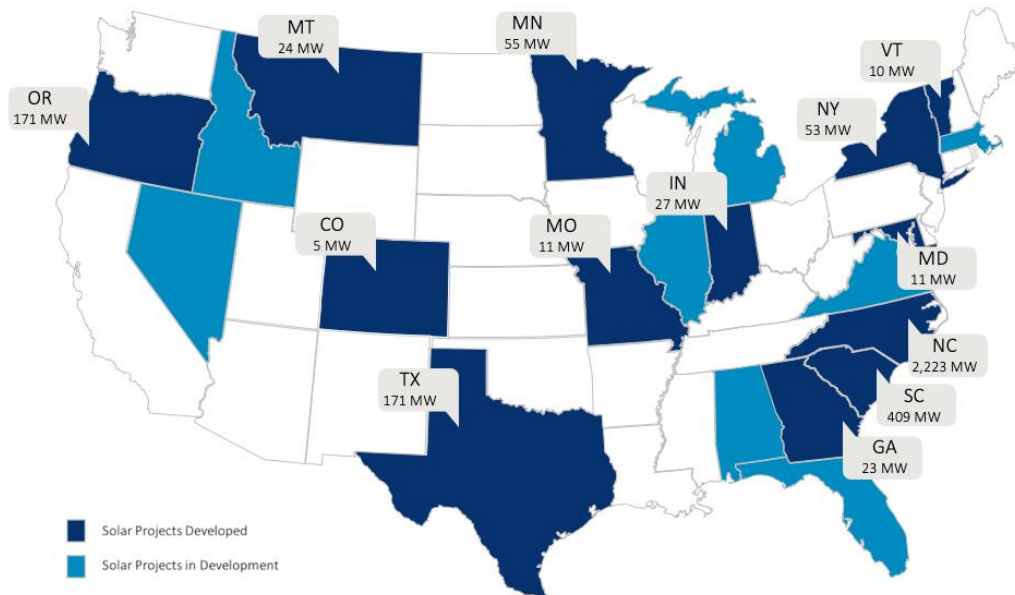 MT
24 MW
MN
55 MW
VT
10 MW
OR
171 MW
NY
53 MW
IN
27 MW
CO
5 MW
MO
11 MW
MD
11 MW
NC
2,223 MW
TX
171 MW
SC
409 MW
GA
23 MW
Solar Projects Developed
Solar Projects in Development